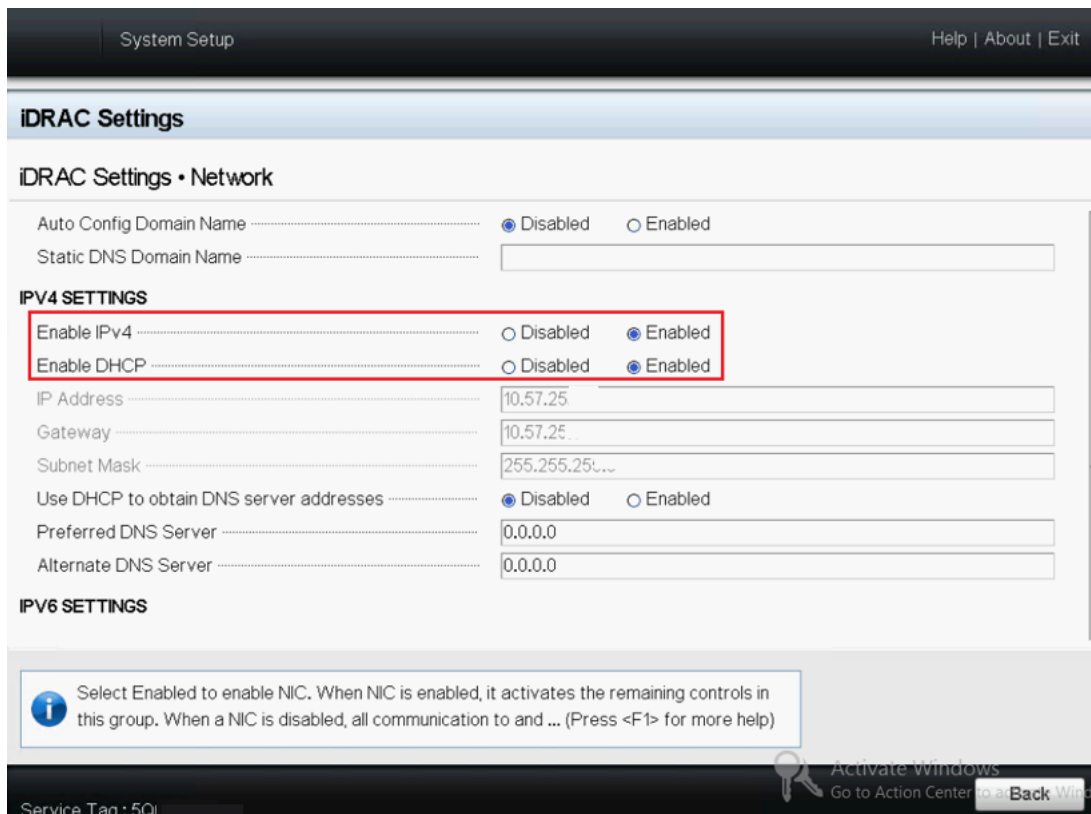 System Setup
Help | About | Exit
iDRAC Settings
iDRAC Settings • Network
Auto Config Domain Name Disabled Enabled
Static DNS Domain Name
IPV4 SETTINGS
Enable IPv4 Disabled Enabled
Enable DHCP Disabled Enabled
IP Address 10.57.25
Gateway 10.57.25
Subnet Mask 255.255.25
Use DHCP to obtain DNS server addresses Disabled Enabled
Preferred DNS Server 0.0.0.0
Alternate DNS Server 0.0.0.0
IPV6 SETTINGS
Select Enabled to enable NIC. When NIC is enabled, it activates the remaining controls in
this group. When a NIC is disabled, all communication to and ... (Press <F1> for more help)
Activate Windows
Go to Action Center to
Back
Service Tag :